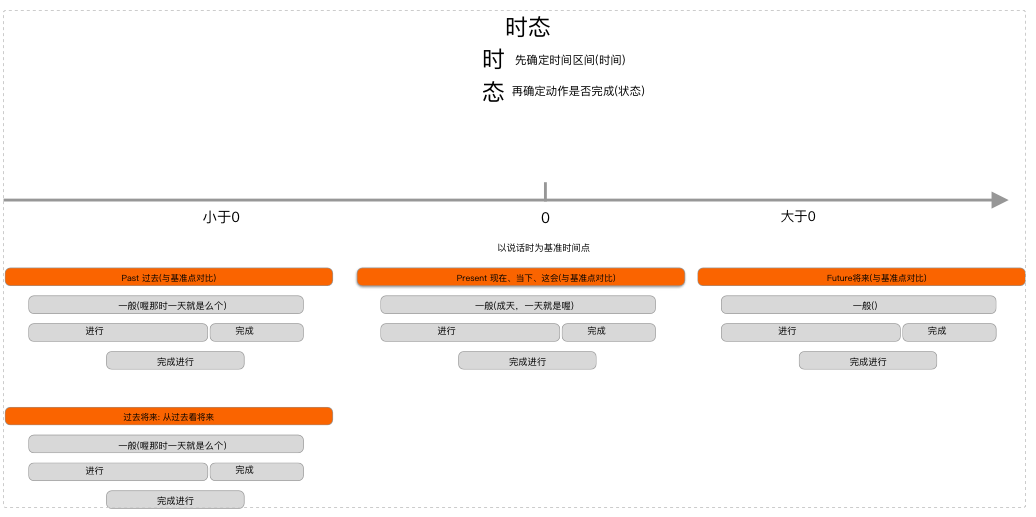 时态
时 先确定时间区间(时间)
态 再确定动作是否完成(状态)
小于0 0 大于0
以说话时为基准时间点
Past 过去(与基准点对比) Present 现在、当下、这会(与基准点对比) Future将来(与基准点对比)
一般(喔那时一天就是么个) 一般(成天、一天就是喔) 一般()
进行 完成 进行 完成 进行 完成
完成进行 完成进行 完成进行
过去将来: 从过去看将来
一般(喔那时一天就是么个)
进行 完成
完成进行